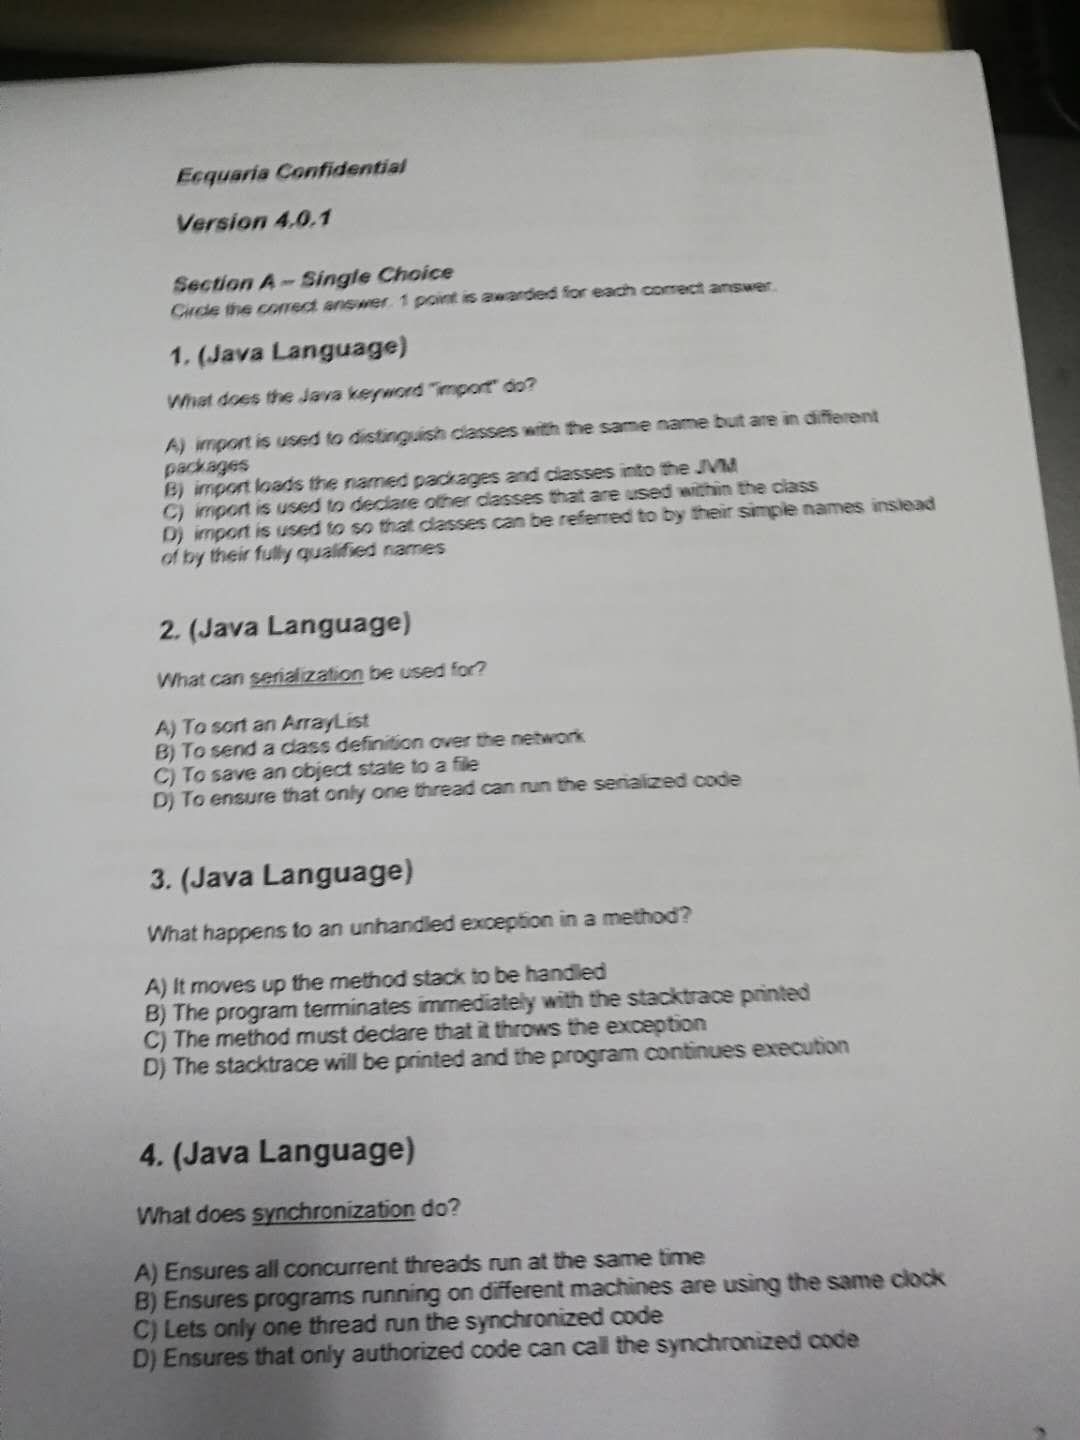 Ecquaria Confidential
Version 4.0.1
Section A – Single Choice
Circle the correct answer. 1 point is awarded for each correct answer.
1. (Java Language)
What does the Java keyword "import" do?
A) import is used to distinguish classes with the same name but are in different
packages
B) import loads the named packages and classes into the JVM
C) import is used to declare other classes that are used within the class
D) import is used to so that classes can be referred to by their simple names instead
of by their fully qualified names
2. (Java Language)
What can serialization be used for?
A) To sort an ArrayList
B) To send a class definition over the network
C) To save an object state to a file
D) To ensure that only one thread can run the serialized code
3. (Java Language)
What happens to an unhandled exception in a method?
A) It moves up the method stack to be handled
B) The program terminates immediately with the stacktrace printed
C) The method must declare that it throws the exception
D) The stacktrace will be printed and the program continues execution
4. (Java Language)
What does synchronization do?
A) Ensures all concurrent threads run at the same time
B) Ensures programs running on different machines are using the same clock
C) Lets only one thread run the synchronized code
D) Ensures that only authorized code can call the synchronized code